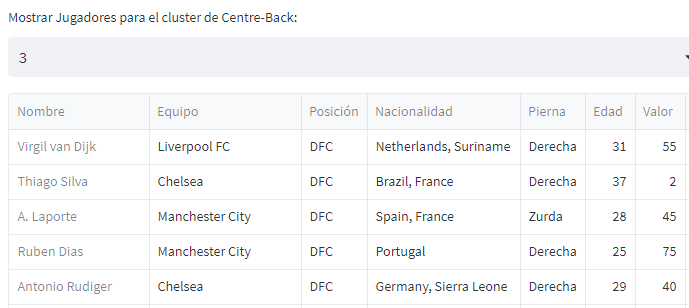 Mostrar Jugadores para el cluster de Centre-Back:
3
Nombre Equipo Posición Nacionalidad Pierna Edad Valor
Virgil van Dijk Liverpool FC DFC Netherlands, Suriname Derecha 31 55
Thiago Silva Chelsea DFC Brazil, France Derecha 37 2
A. Laporte Manchester City DFC Spain, France Zurda 28 45
Ruben Dias Manchester City DFC Portugal Derecha 25 75
Antonio Rudiger Chelsea DFC Germany, Sierra Leone Derecha 29 40